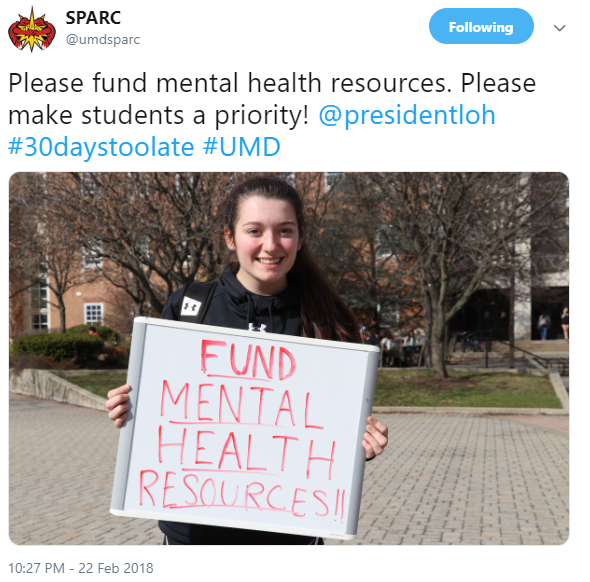 SPARC
@umdsparc
Following
Please fund mental health resources. Please
make students a priority! @presidentloh
#30daystoolate #UMD
FUND
MENTAL
HEALTH
RESOURCES!!
10:27 PM - 22 Feb 2018